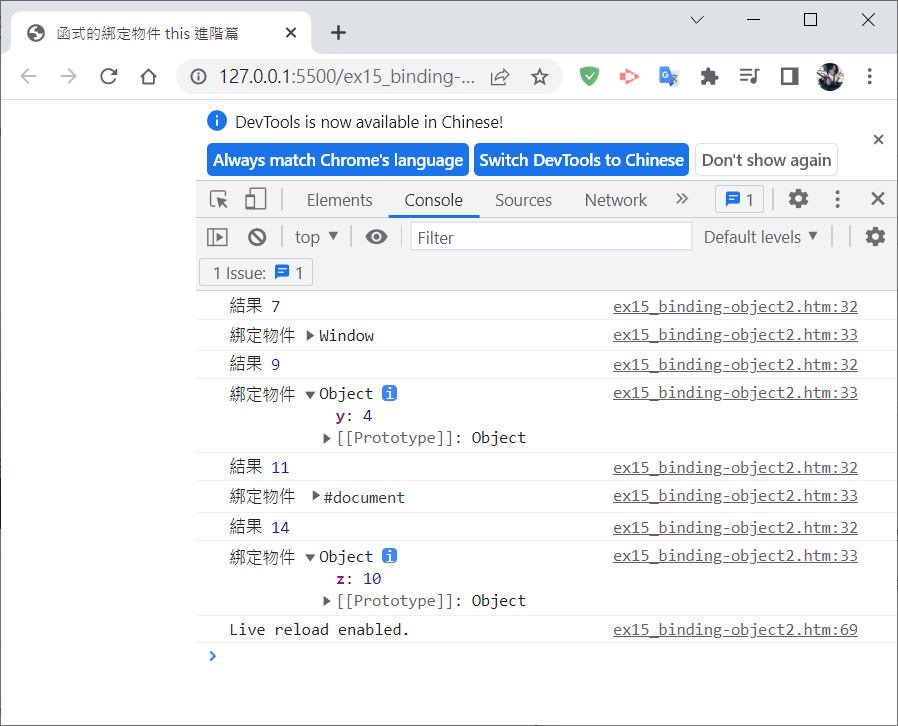 函式的綁定物件 this 進階篇
127.0.0.1:5500/ex15_binding-...
DevTools is now available in Chinese!
Always match Chrome's language Switch DevTools to Chinese Don't show again
Elements Console Sources Network 1
top Filter Default levels
1 Issue: 1
結果 7 ex15_binding-object2.htm:32
綁定物件 Window ex15_binding-object2.htm:33
結果 9 ex15_binding-object2.htm:32
綁定物件 Object ex15_binding-object2.htm:33
y: 4
[[Prototype]]: Object
結果 11 ex15_binding-object2.htm:32
綁定物件 #document ex15_binding-object2.htm:33
結果 14 ex15_binding-object2.htm:32
綁定物件 Object ex15_binding-object2.htm:33
z: 10
[[Prototype]]: Object
Live reload enabled. ex15_binding-object2.htm:69